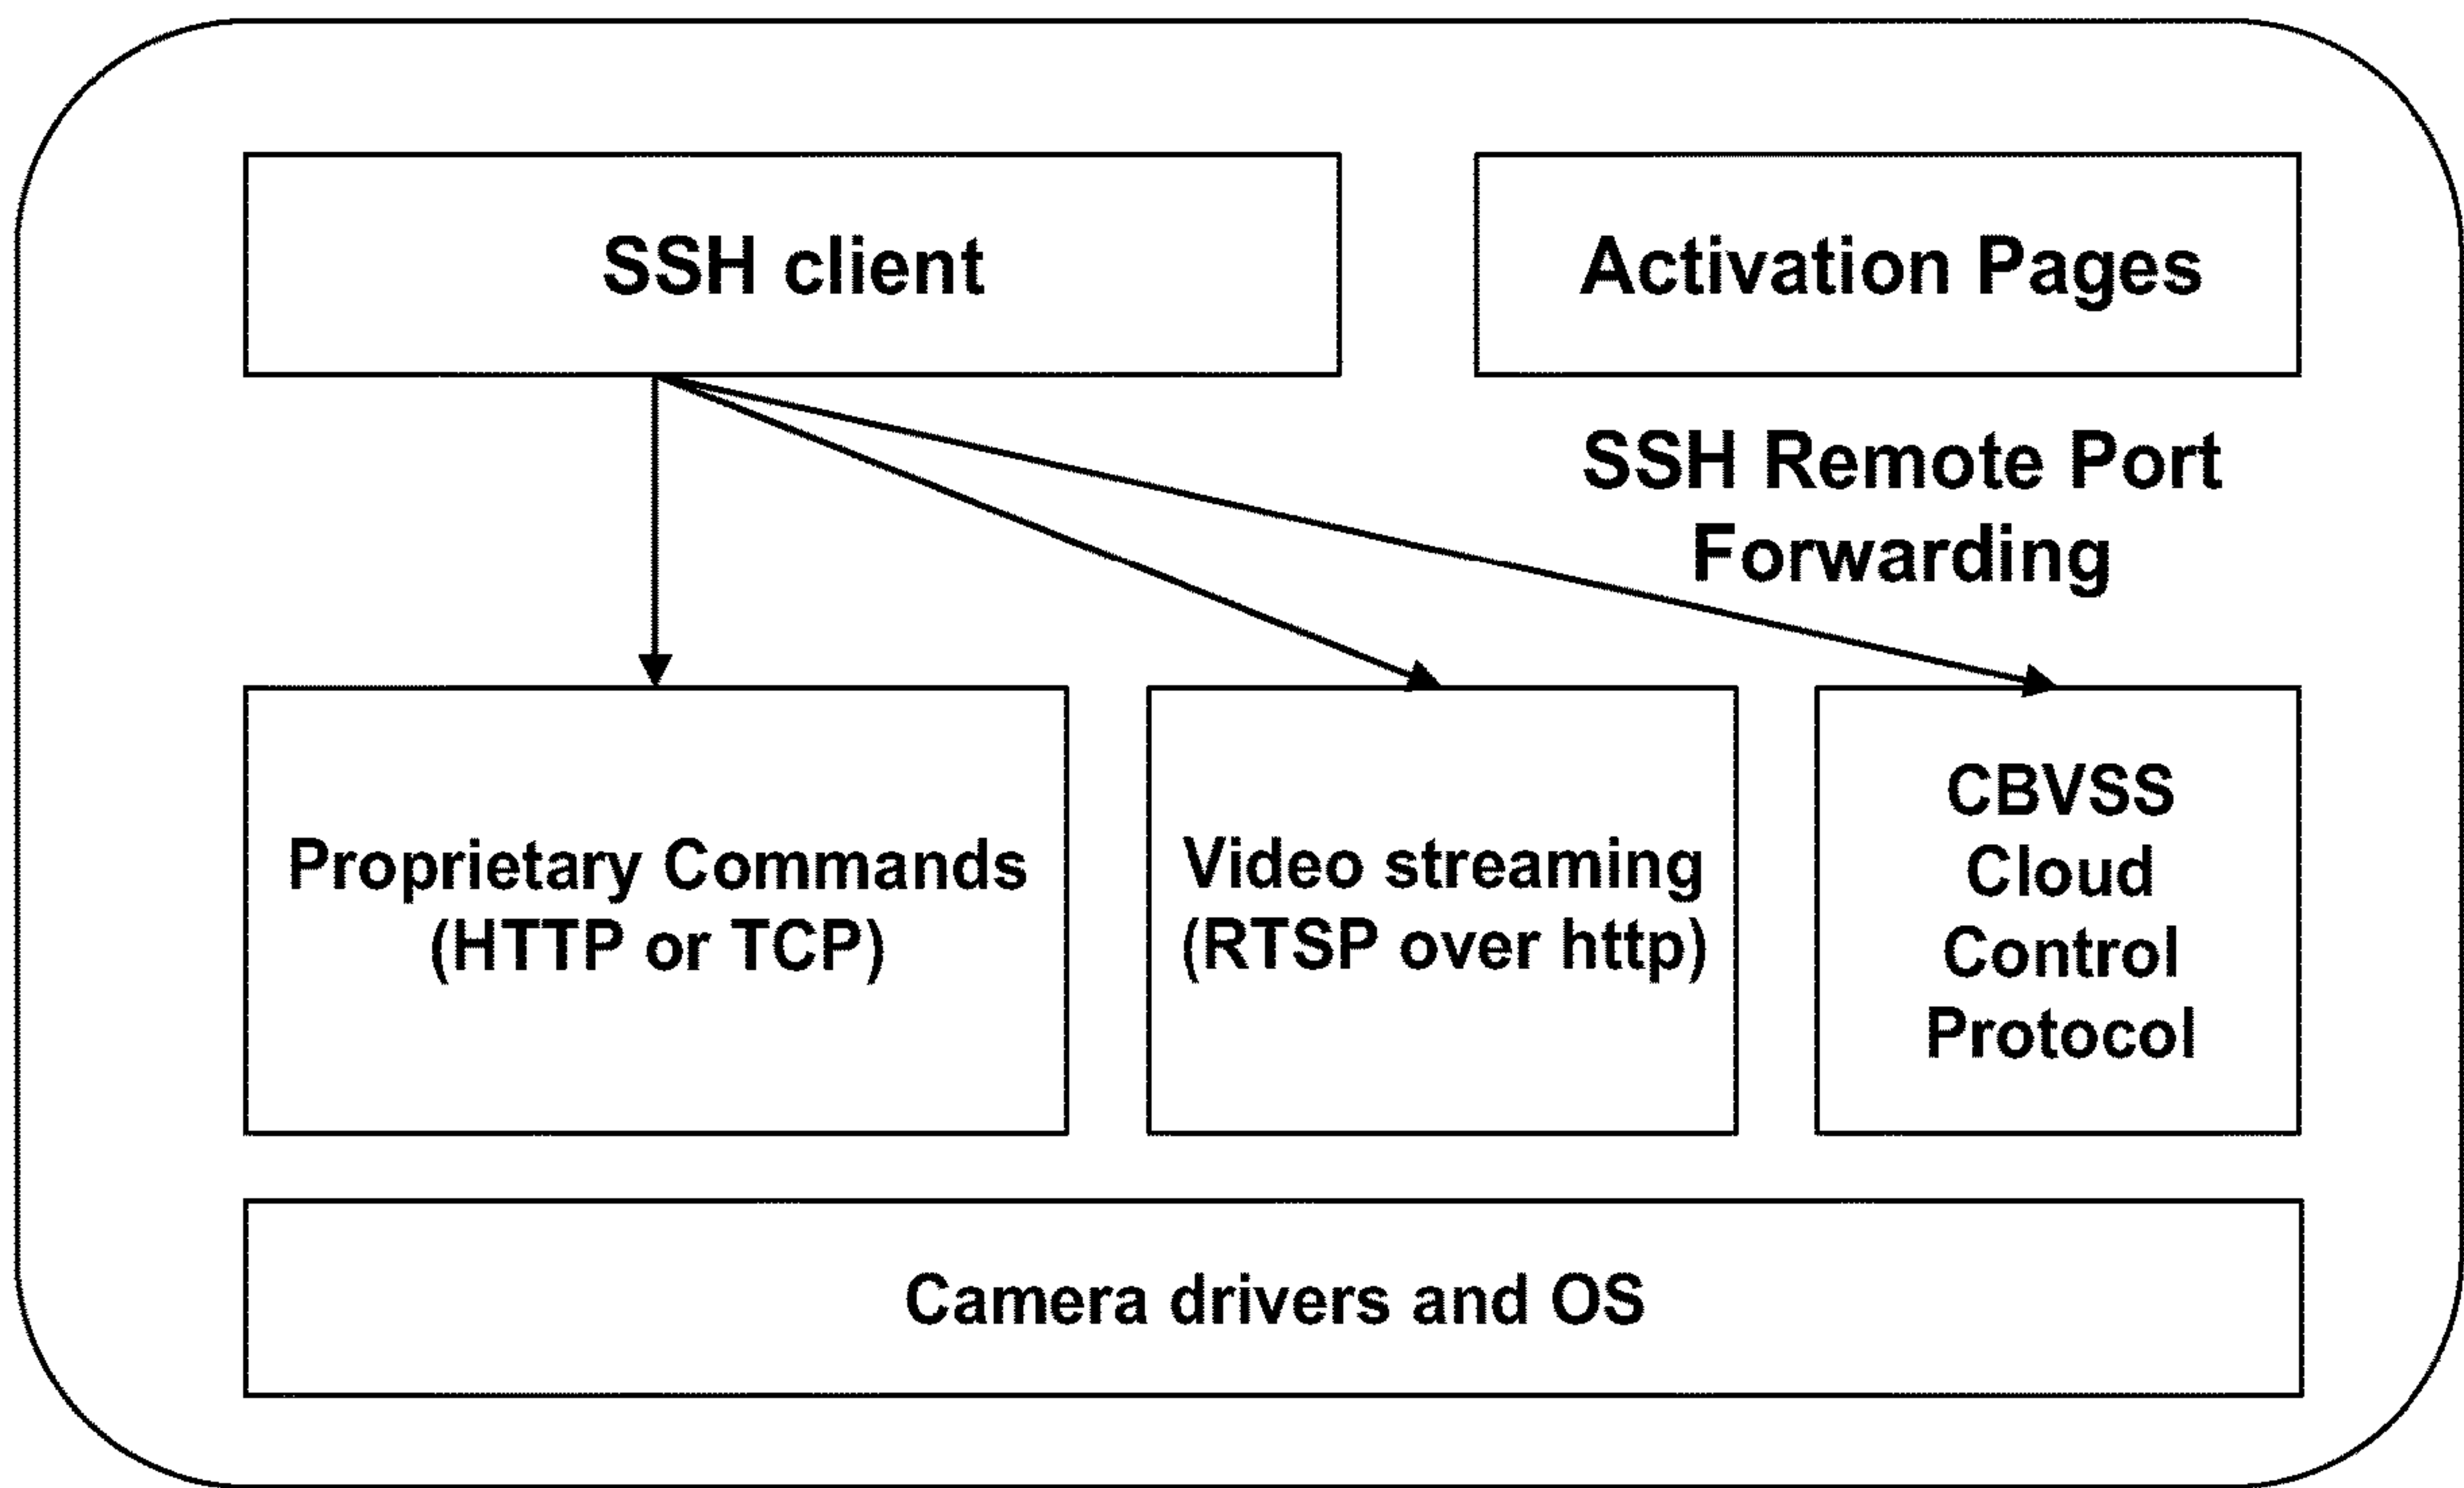 SSH client
Activation Pages
SSH Remote Port
Forwarding
Proprietary Commands
(HTTP or TCP)
Video streaming
(RTSP over http)
CBVSS
Cloud
Control
Protocol
Camera drivers and OS